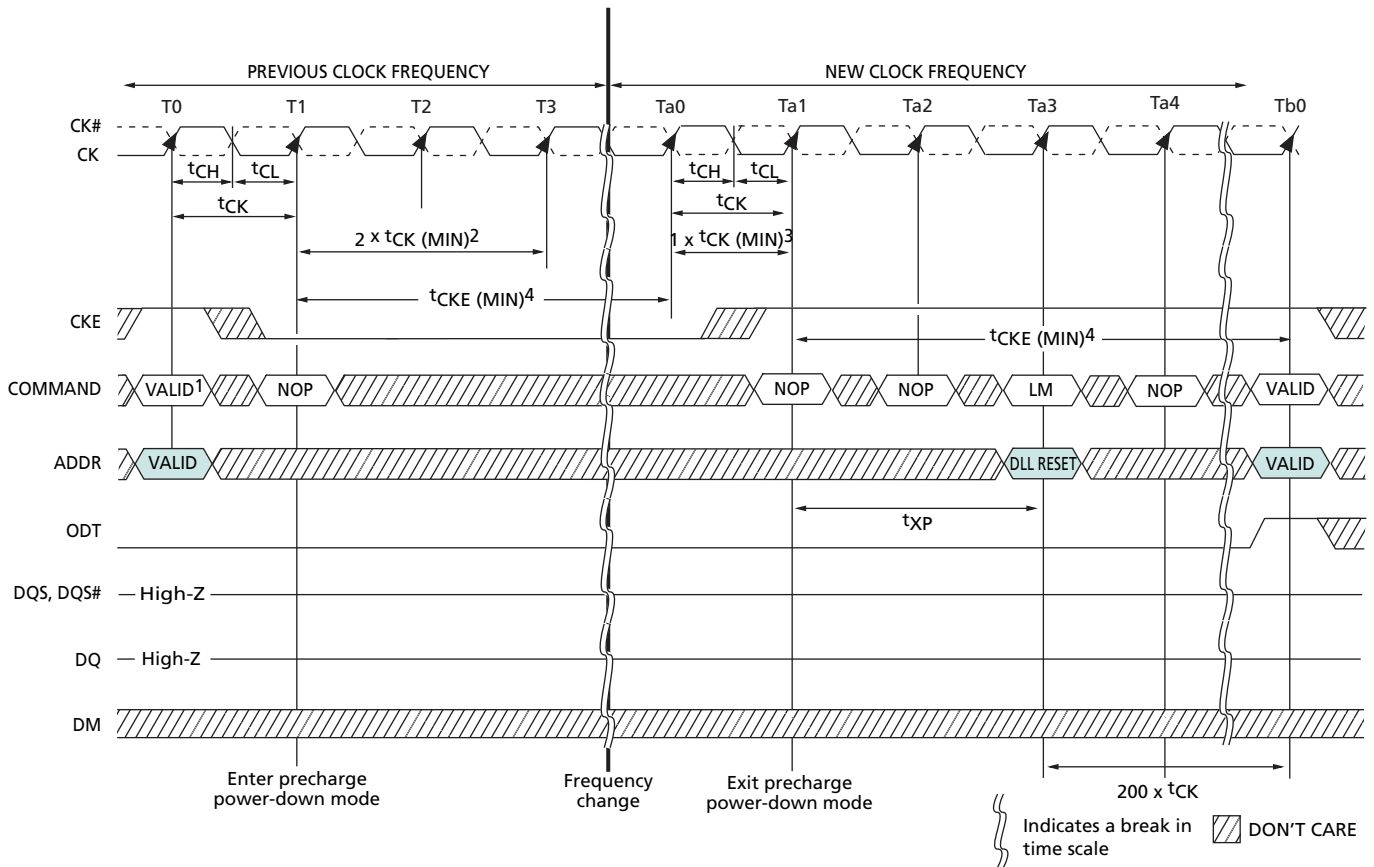 PREVIOUS CLOCK FREQUENCY
NEW CLOCK FREQUENCY
T0 T1 T2 T3 Ta0 Ta1 Ta2 Ta3 Ta4 Tb0
CK#
CK
tCH tCL tCH tCL
tCK tCK
2 x tCK (MIN)2 1 x tCK (MIN)3
tCKE (MIN)4
CKE
tCKE (MIN)4
COMMAND VALID1 NOP NOP NOP LM NOP VALID
ADDR VALID DLL RESET VALID
tXP
ODT
DQS, DQS# High-Z
DQ High-Z
DM
Enter precharge
power-down mode
Frequency
change
Exit precharge
power-down mode
200 x tCK
Indicates a break in
time scale
DON'T CARE